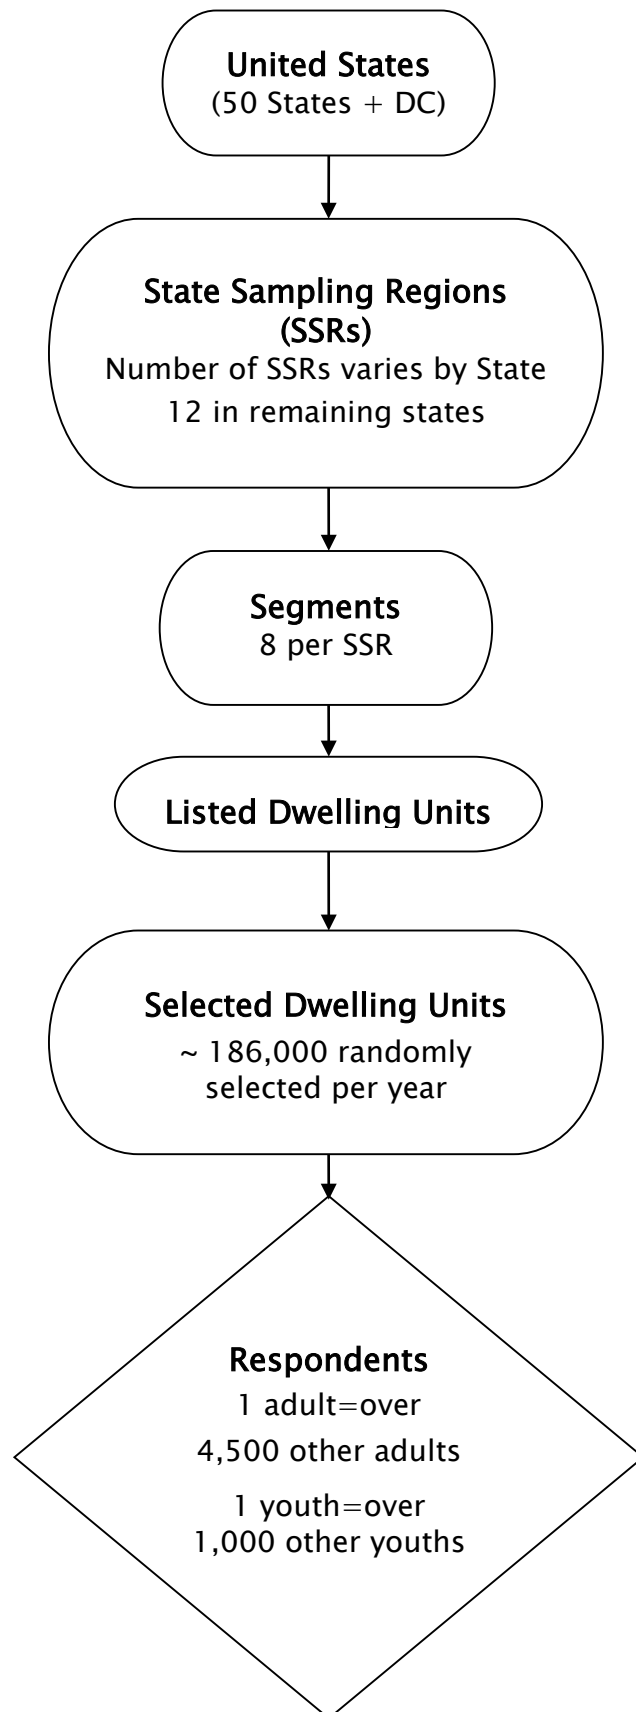 United States
(50 States + DC)
State Sampling Regions
(SSRs)
Number of SSRs varies by State
12 in remaining states
Segments
8 per SSR
Listed Dwelling Units
Selected Dwelling Units
~ 186,000 randomly
selected per year
Respondents
1 adult=over
4,500 other adults
1 youth=over
1,000 other youths